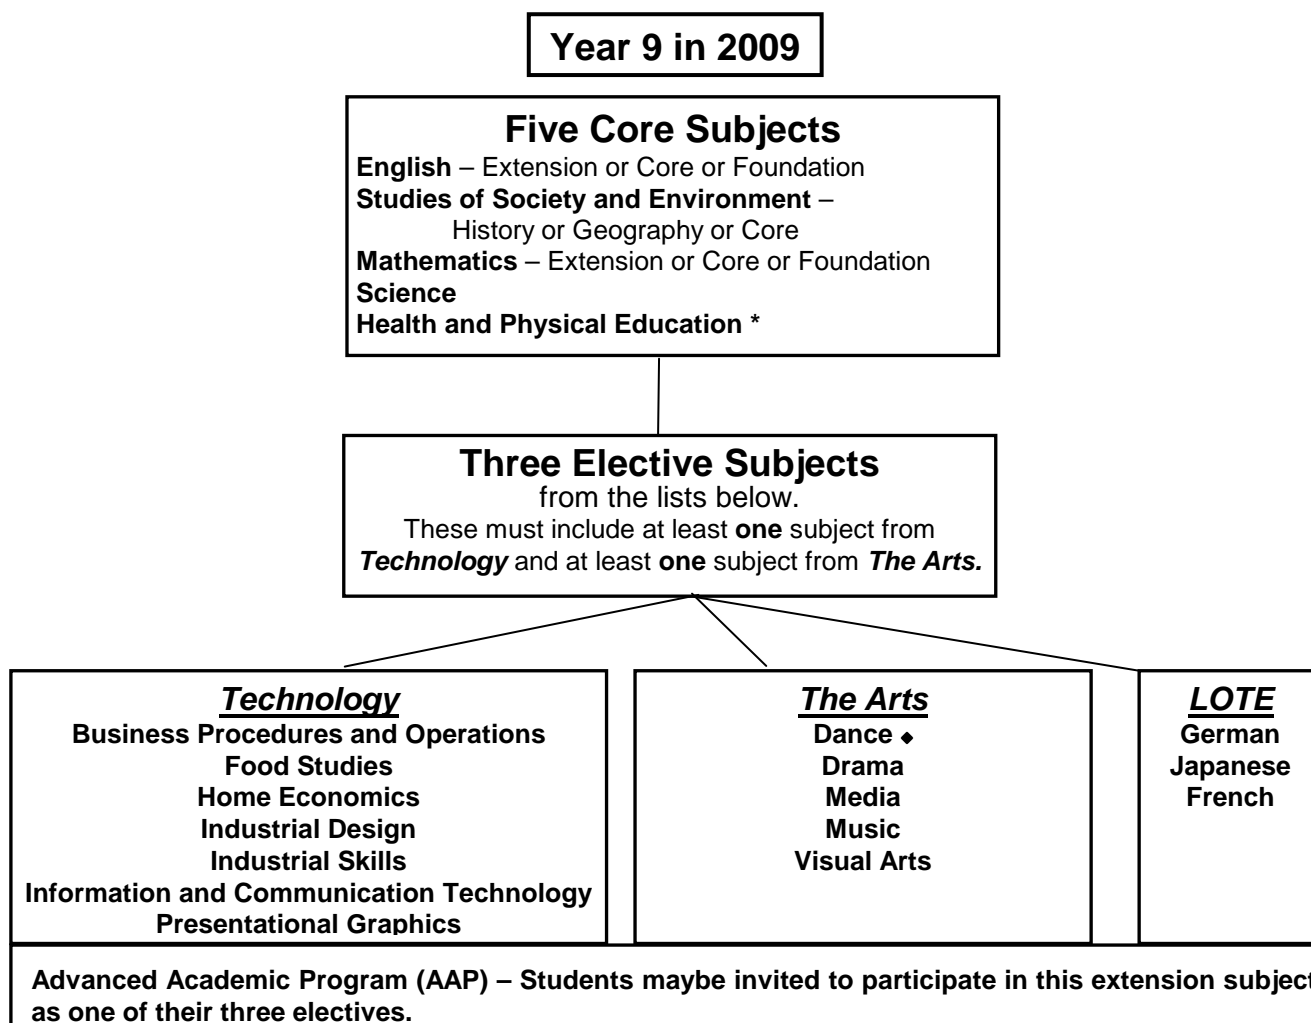 Year 9 in 2009
Five Core Subjects
English – Extension or Core or Foundation
Studies of Society and Environment –
History or Geography or Core
Mathematics – Extension or Core or Foundation
Science
Health and Physical Education *
Three Elective Subjects
from the lists below.
These must include at least one subject from
Technology and at least one subject from The Arts.
Technology
Business Procedures and Operations
Food Studies
Home Economics
Industrial Design
Industrial Skills
Information and Communication Technology
Presentational Graphics
The Arts
Dance ◆
Drama
Media
Music
Visual Arts
LOTE
German
Japanese
French
Advanced Academic Program (AAP) – Students maybe invited to participate in this extension subject
as one of their three electives.